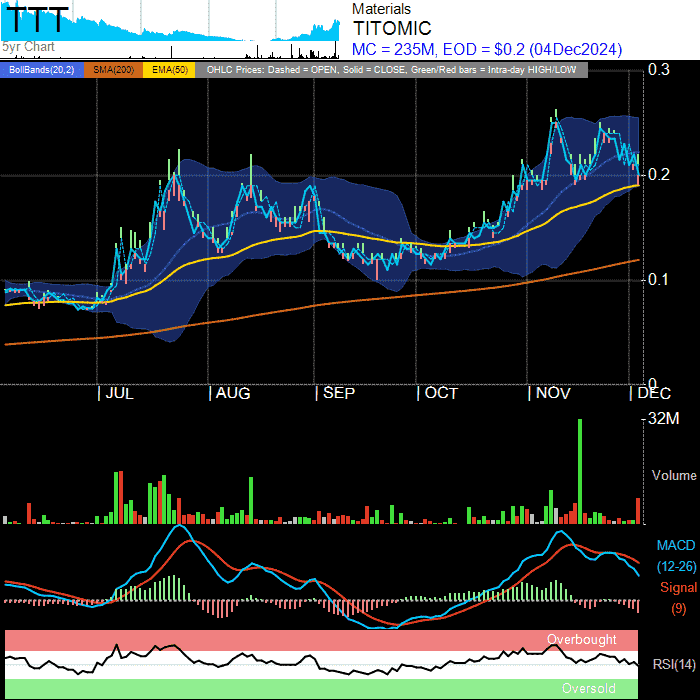 TTT
Materials
TITOMIC
5yr Chart
MC = 235M, EOD = $0.2 (04Dec2024)
BollBands(20,2) SMA(200) EMA(50) OHLC Prices: Dashed = OPEN, Solid = CLOSE, Green/Red bars = Intra-day HIGH/LOW
0.3
0.2
0.1
0
JUL AUG SEP OCT NOV DEC
32M
Volume
MACD
(12-26)
Signal
(9)
Overbought
RSI(14)
Oversold